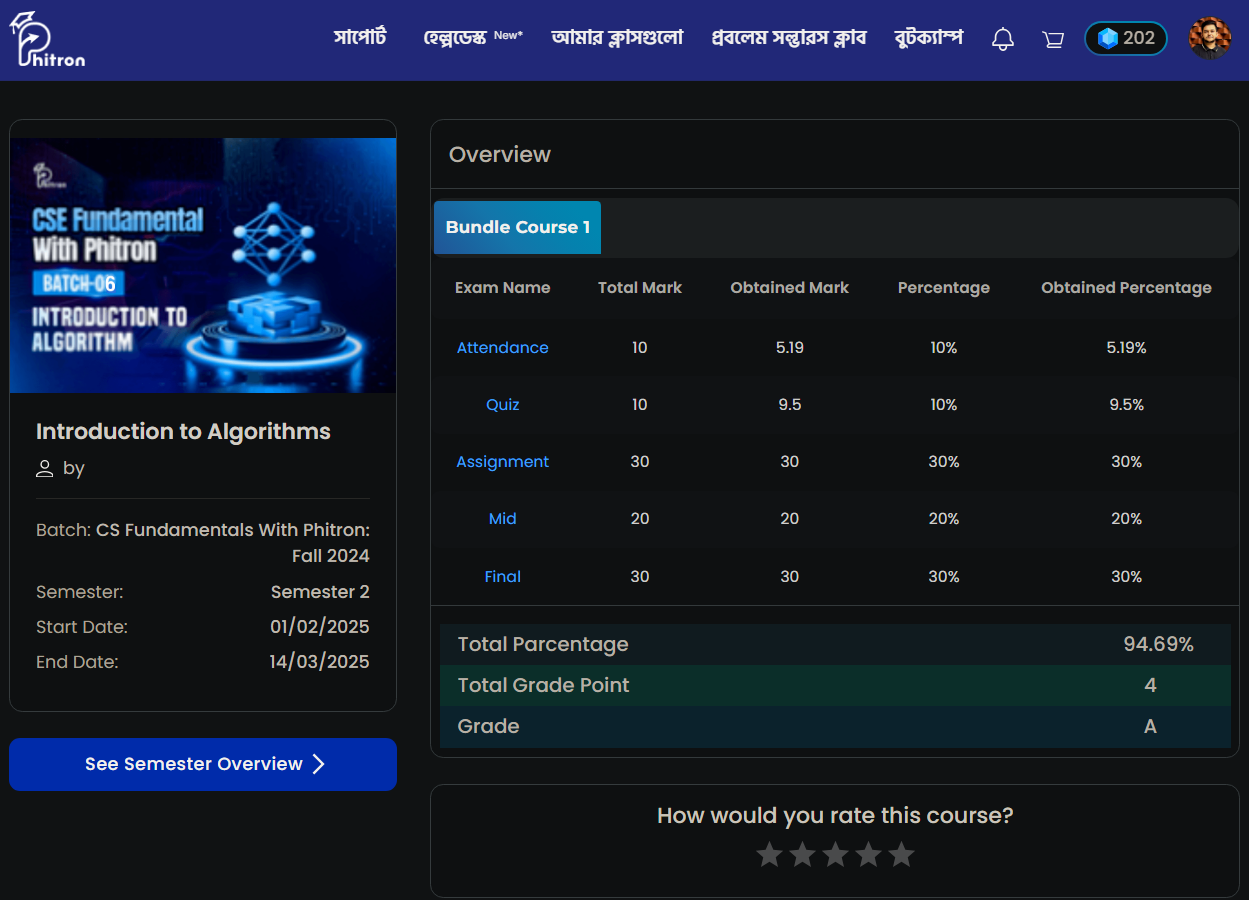 Phitron
সাপোর্ট হেল্পডেস্ক New* আমার ক্লাসগুলো প্রবলেম সল্ভারস ক্লাব বুটক্যাম্প 202
Phitron
CSE Fundamental
With Phitron
BATCH-06
INTRODUCTION TO
ALGORITHM
Introduction to Algorithms
by
Batch: CS Fundamentals With Phitron:
Fall 2024
Semester: Semester 2
Start Date: 01/02/2025
End Date: 14/03/2025
See Semester Overview
Overview
Bundle Course 1
Exam Name Total Mark Obtained Mark Percentage Obtained Percentage
Attendance 10 5.19 10% 5.19%
Quiz 10 9.5 10% 9.5%
Assignment 30 30 30% 30%
Mid 20 20 20% 20%
Final 30 30 30% 30%
Total Parcentage 94.69%
Total Grade Point 4
Grade A
How would you rate this course?